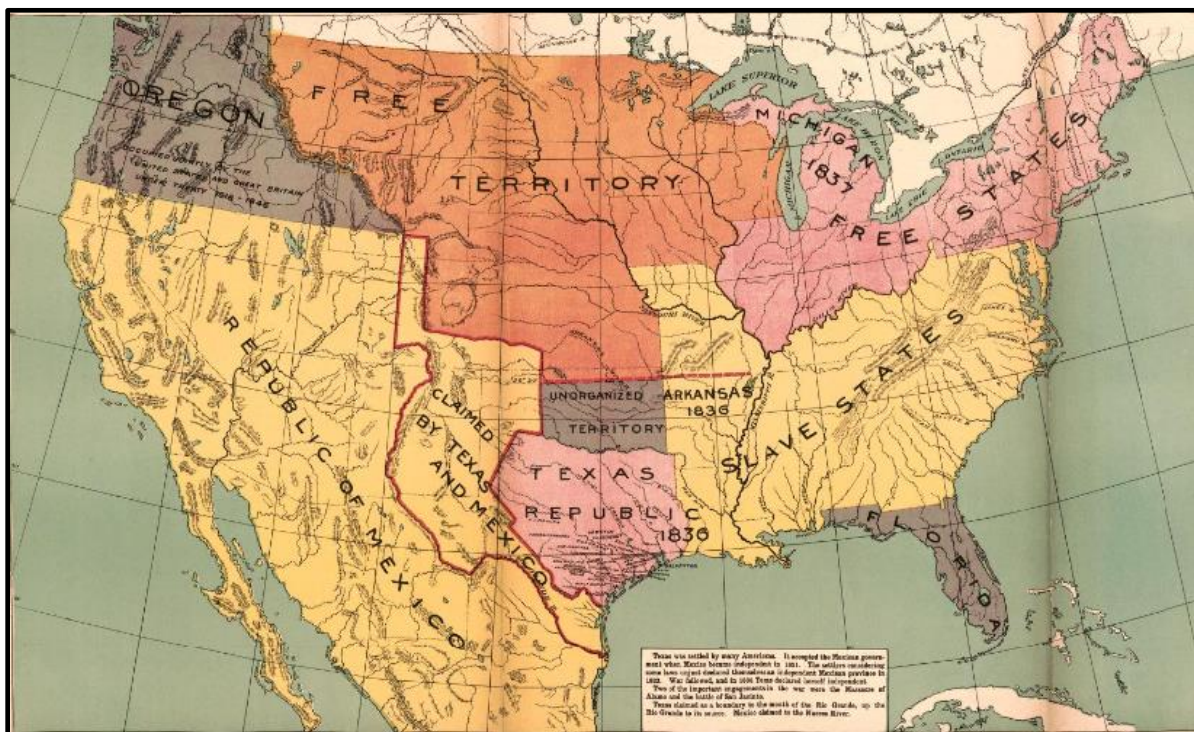 OREGON
OCCUPIED JOINTLY BY THE
UNITED STATES AND GREAT BRITAIN
UNDER TREATY 1818 - 1846
FREE
TERRITORY
LAKE SUPERIOR
MICHIGAN
1837
MICHIGAN
LAKE HURON
LAKE ERIE
ONTARIO
FREE STATES
REPUBLIC OF MEXICO
CLAIMED
BY TEXAS
AND MEXICO
UNORGANIZED
TERRITORY
ARKANSAS
1836
TEXAS
REPUBLIC
1836
SLAVE STATES
FLORIDA
Texas was settled by many Americans. It accepted the Mexican govern-
ment when Mexico became independent in 1821. The settlers considering
some laws unjust declared themselves an independent Mexican province in
War followed, and in 1836 Texas declared herself independent.
Two of the important engagements in the war were the Massacre of
Alamo and the battle of San Jacinto.
Texas claimed as a boundary to the mouth of the Rio Grande, up the
Rio Grande to its source. Mexico claimed to the Nueces River.